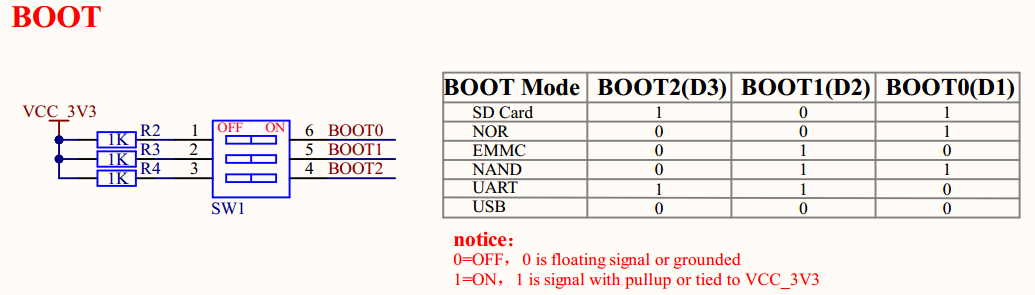 BOOT
VCC_3V3
R2
1K
R3
1K
R4
1K
1
2
3
OFF ON
6 BOOT0
5 BOOT1
4 BOOT2
SW1
BOOT Mode BOOT2(D3) BOOT1(D2) BOOT0(D1)
SD Card 1 0 1
NOR 0 0 1
EMMC 0 1 0
NAND 0 1 1
UART 1 1 0
USB 0 0 0
notice：
0=OFF，0 is floating signal or grounded
1=ON，1 is signal with pullup or tied to VCC_3V3